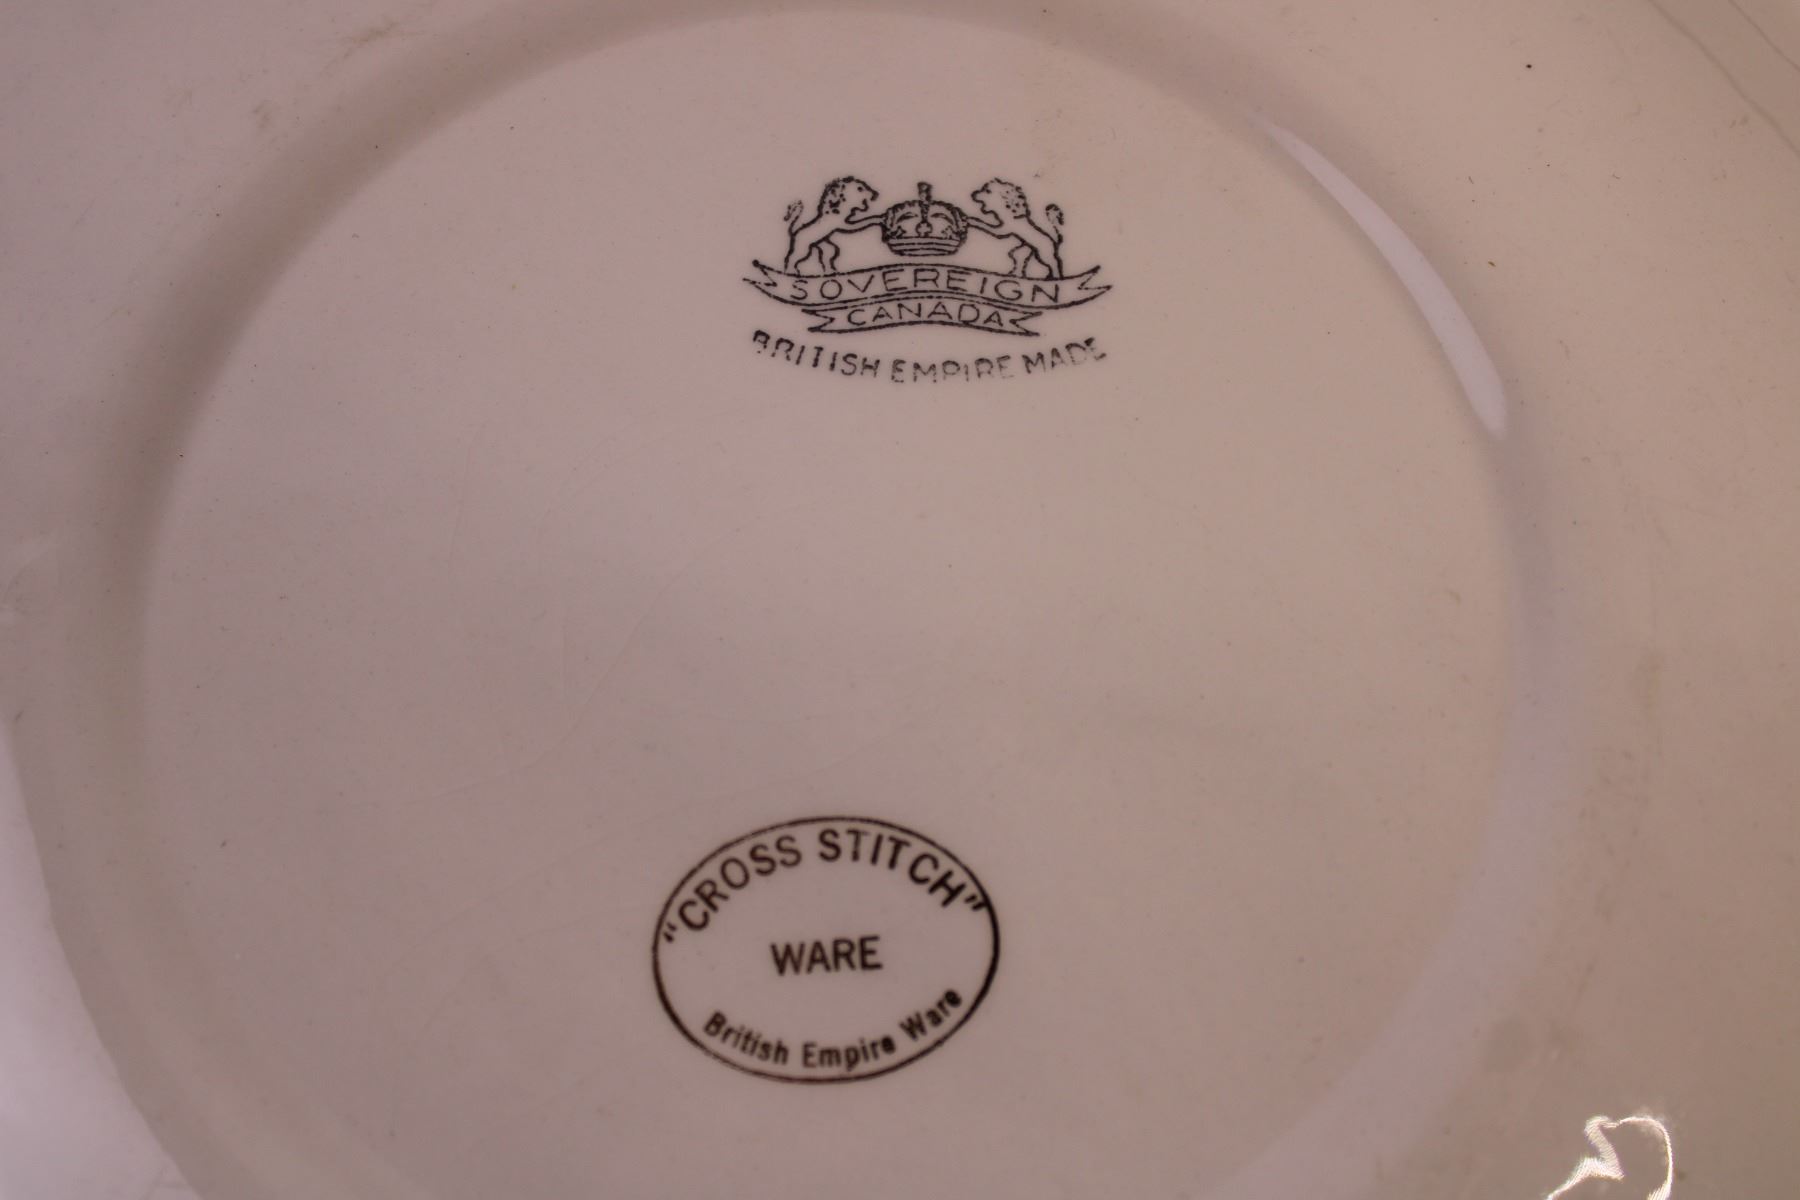 SOVEREIGN
CANADA
BRITISH EMPIRE MADE
"CROSS STITCH"
WARE
British Empire Ware